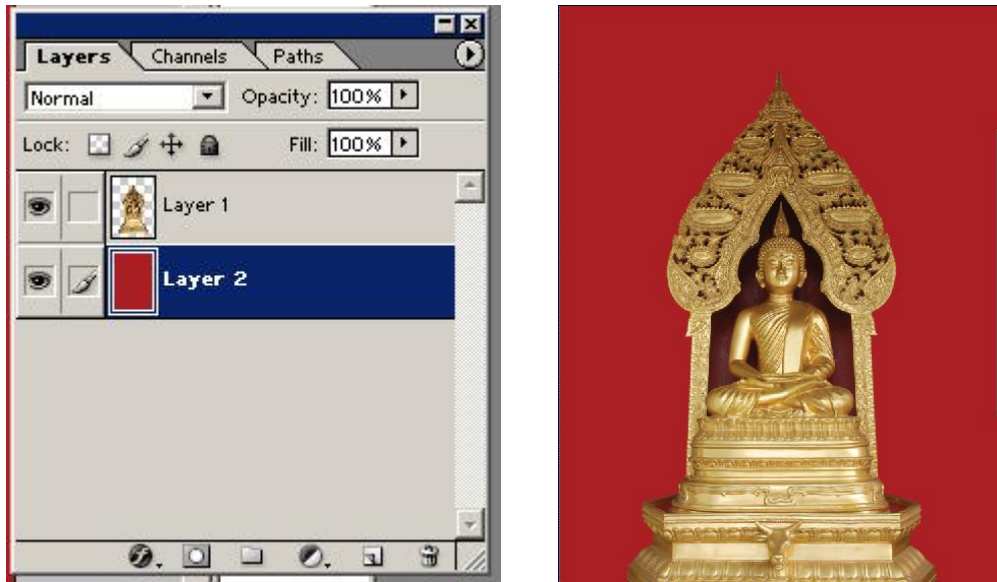 Layers Channels Paths
Normal Opacity: 100%
Lock: Fill: 100%
Layer 1
Layer 2